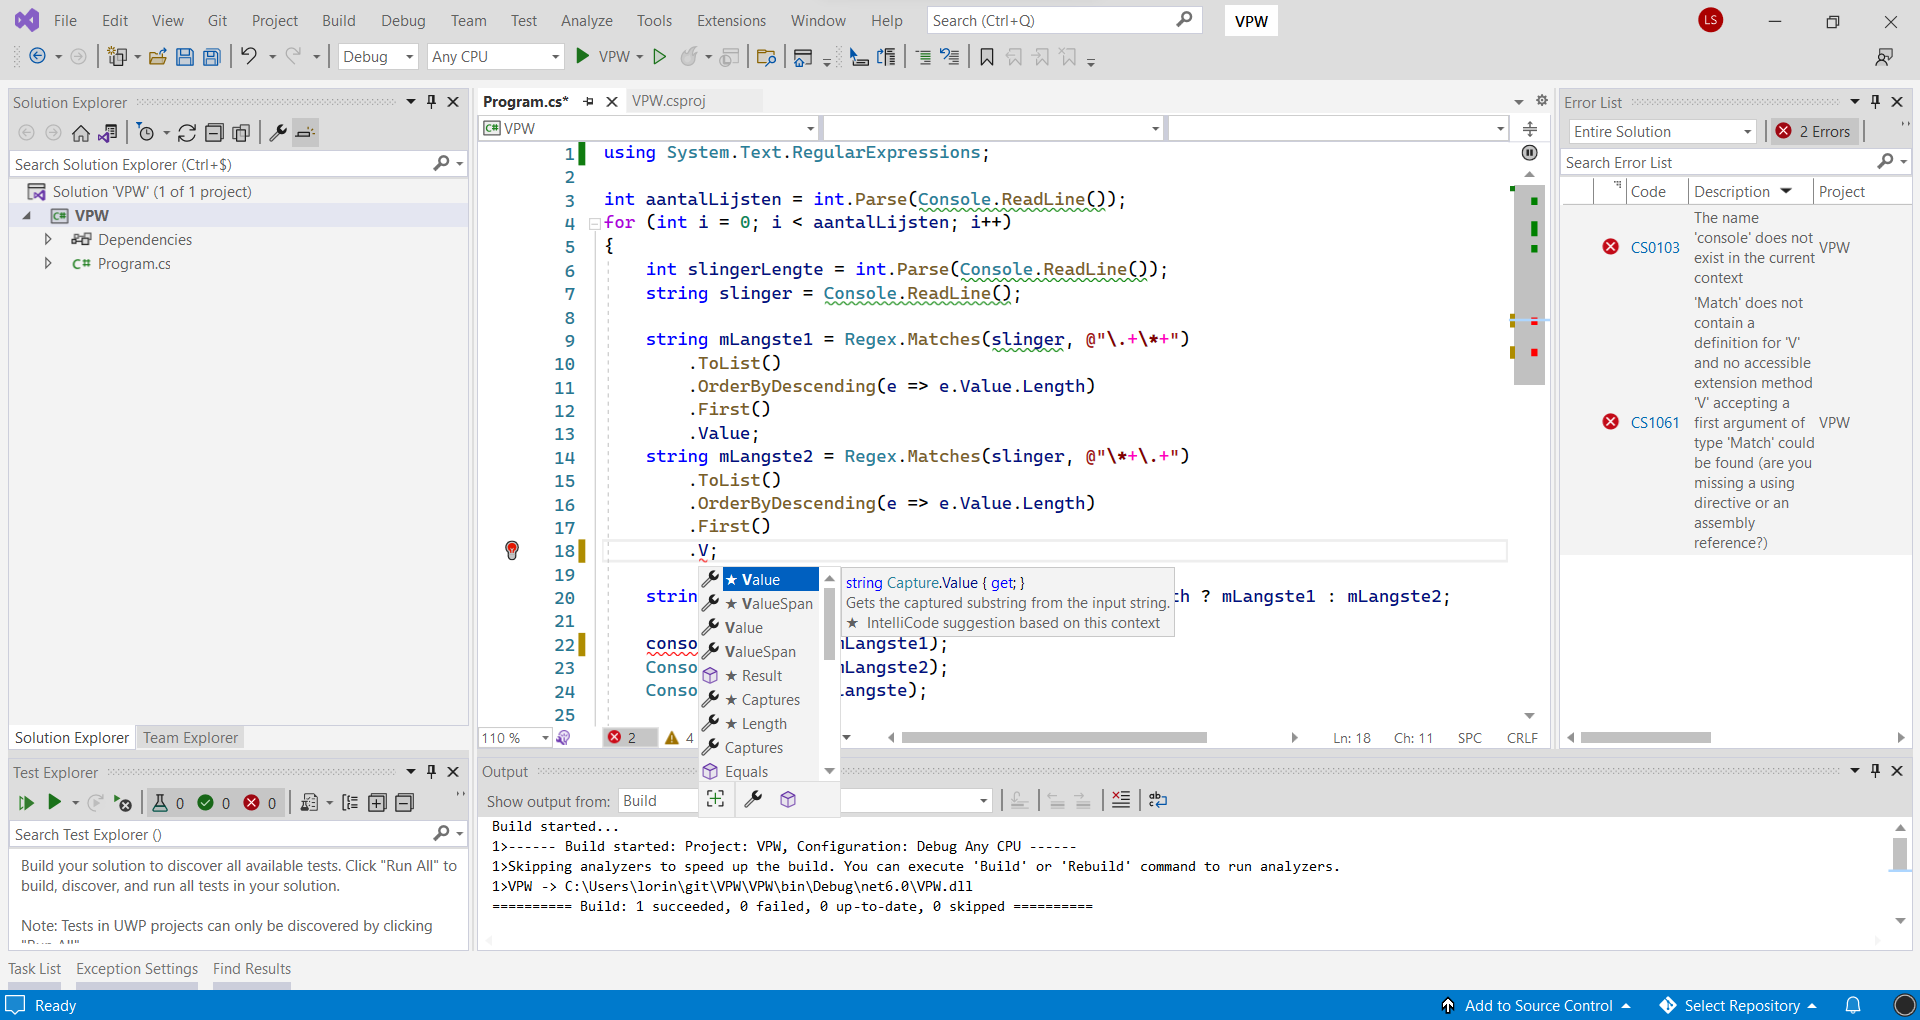 File Edit View Git Project Build Debug Team Test Analyze Tools Extensions Window Help Search (Ctrl+Q) VPW LS
Debug Any CPU VPW
Solution Explorer
Search Solution Explorer (Ctrl+$)
Solution 'VPW' (1 of 1 project)
C# VPW
Dependencies
C# Program.cs
Solution Explorer Team Explorer
Test Explorer
0 0 0
Search Test Explorer ()
Build your solution to discover all available tests. Click "Run All" to
build, discover, and run all tests in your solution.
Note: Tests in UWP projects can only be discovered by clicking
"Run All"
Task List Exception Settings Find Results
Program.cs* VPW.csproj
C# VPW
1 using System.Text.RegularExpressions;
2
3 int aantalLijsten = int.Parse(Console.ReadLine());
4 for (int i = 0; i < aantalLijsten; i++)
5 {
6 int slingerLengte = int.Parse(Console.ReadLine());
7 string slinger = Console.ReadLine();
8
9 string mLangste1 = Regex.Matches(slinger, @"\.+\*+")
10 .ToList()
11 .OrderByDescending(e => e.Value.Length)
12 .First()
13 .Value;
14 string mLangste2 = Regex.Matches(slinger, @"\*+\.+")
15 .ToList()
16 .OrderByDescending(e => e.Value.Length)
17 .First()
18 .V;
19
20 strin th ? mLangste1 : mLangste2;
21
22 conso mLangste1);
23 Conso mLangste2);
24 Conso langste);
25
★ Value
★ ValueSpan
Value
ValueSpan
★ Result
★ Captures
★ Length
Captures
Equals
string Capture.Value { get; }
Gets the captured substring from the input string.
★ IntelliCode suggestion based on this context
110 % 2 4 Ln: 18 Ch: 11 SPC CRLF
Output
Show output from: Build
Build started...
1>------ Build started: Project: VPW, Configuration: Debug Any CPU ------
1>Skipping analyzers to speed up the build. You can execute 'Build' or 'Rebuild' command to run analyzers.
1>VPW -> C:\Users\lorin\git\VPW\VPW\bin\Debug\net6.0\VPW.dll
========== Build: 1 succeeded, 0 failed, 0 up-to-date, 0 skipped ==========
Error List
Entire Solution 2 Errors
Search Error List
Code Description Project
CS0103 VPW
The name
'console' does not
exist in the current
context
CS1061 VPW
'Match' does not
contain a
definition for 'V'
and no accessible
extension method
'V' accepting a
first argument of
type 'Match' could
be found (are you
missing a using
directive or an
assembly
reference?)
Ready Add to Source Control Select Repository